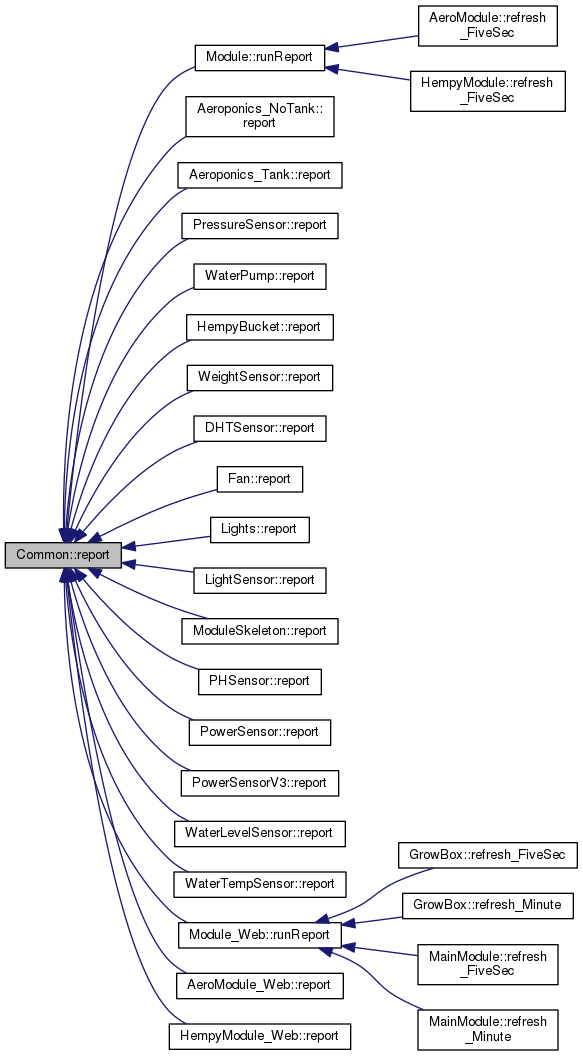 AeroModule::refresh
_FiveSec
Module::runReport
HempyModule::refresh
_FiveSec
Aeroponics_NoTank::
report
Aeroponics_Tank::report
PressureSensor::report
WaterPump::report
HempyBucket::report
WeightSensor::report
DHTSensor::report
Fan::report
Lights::report
Common::report
LightSensor::report
ModuleSkeleton::report
PHSensor::report
PowerSensor::report
PowerSensorV3::report
WaterLevelSensor::report
WaterTempSensor::report
GrowBox::refresh_FiveSec
GrowBox::refresh_Minute
Module_Web::runReport
MainModule::refresh
_FiveSec
AeroModule_Web::report
MainModule::refresh
_Minute
HempyModule_Web::report